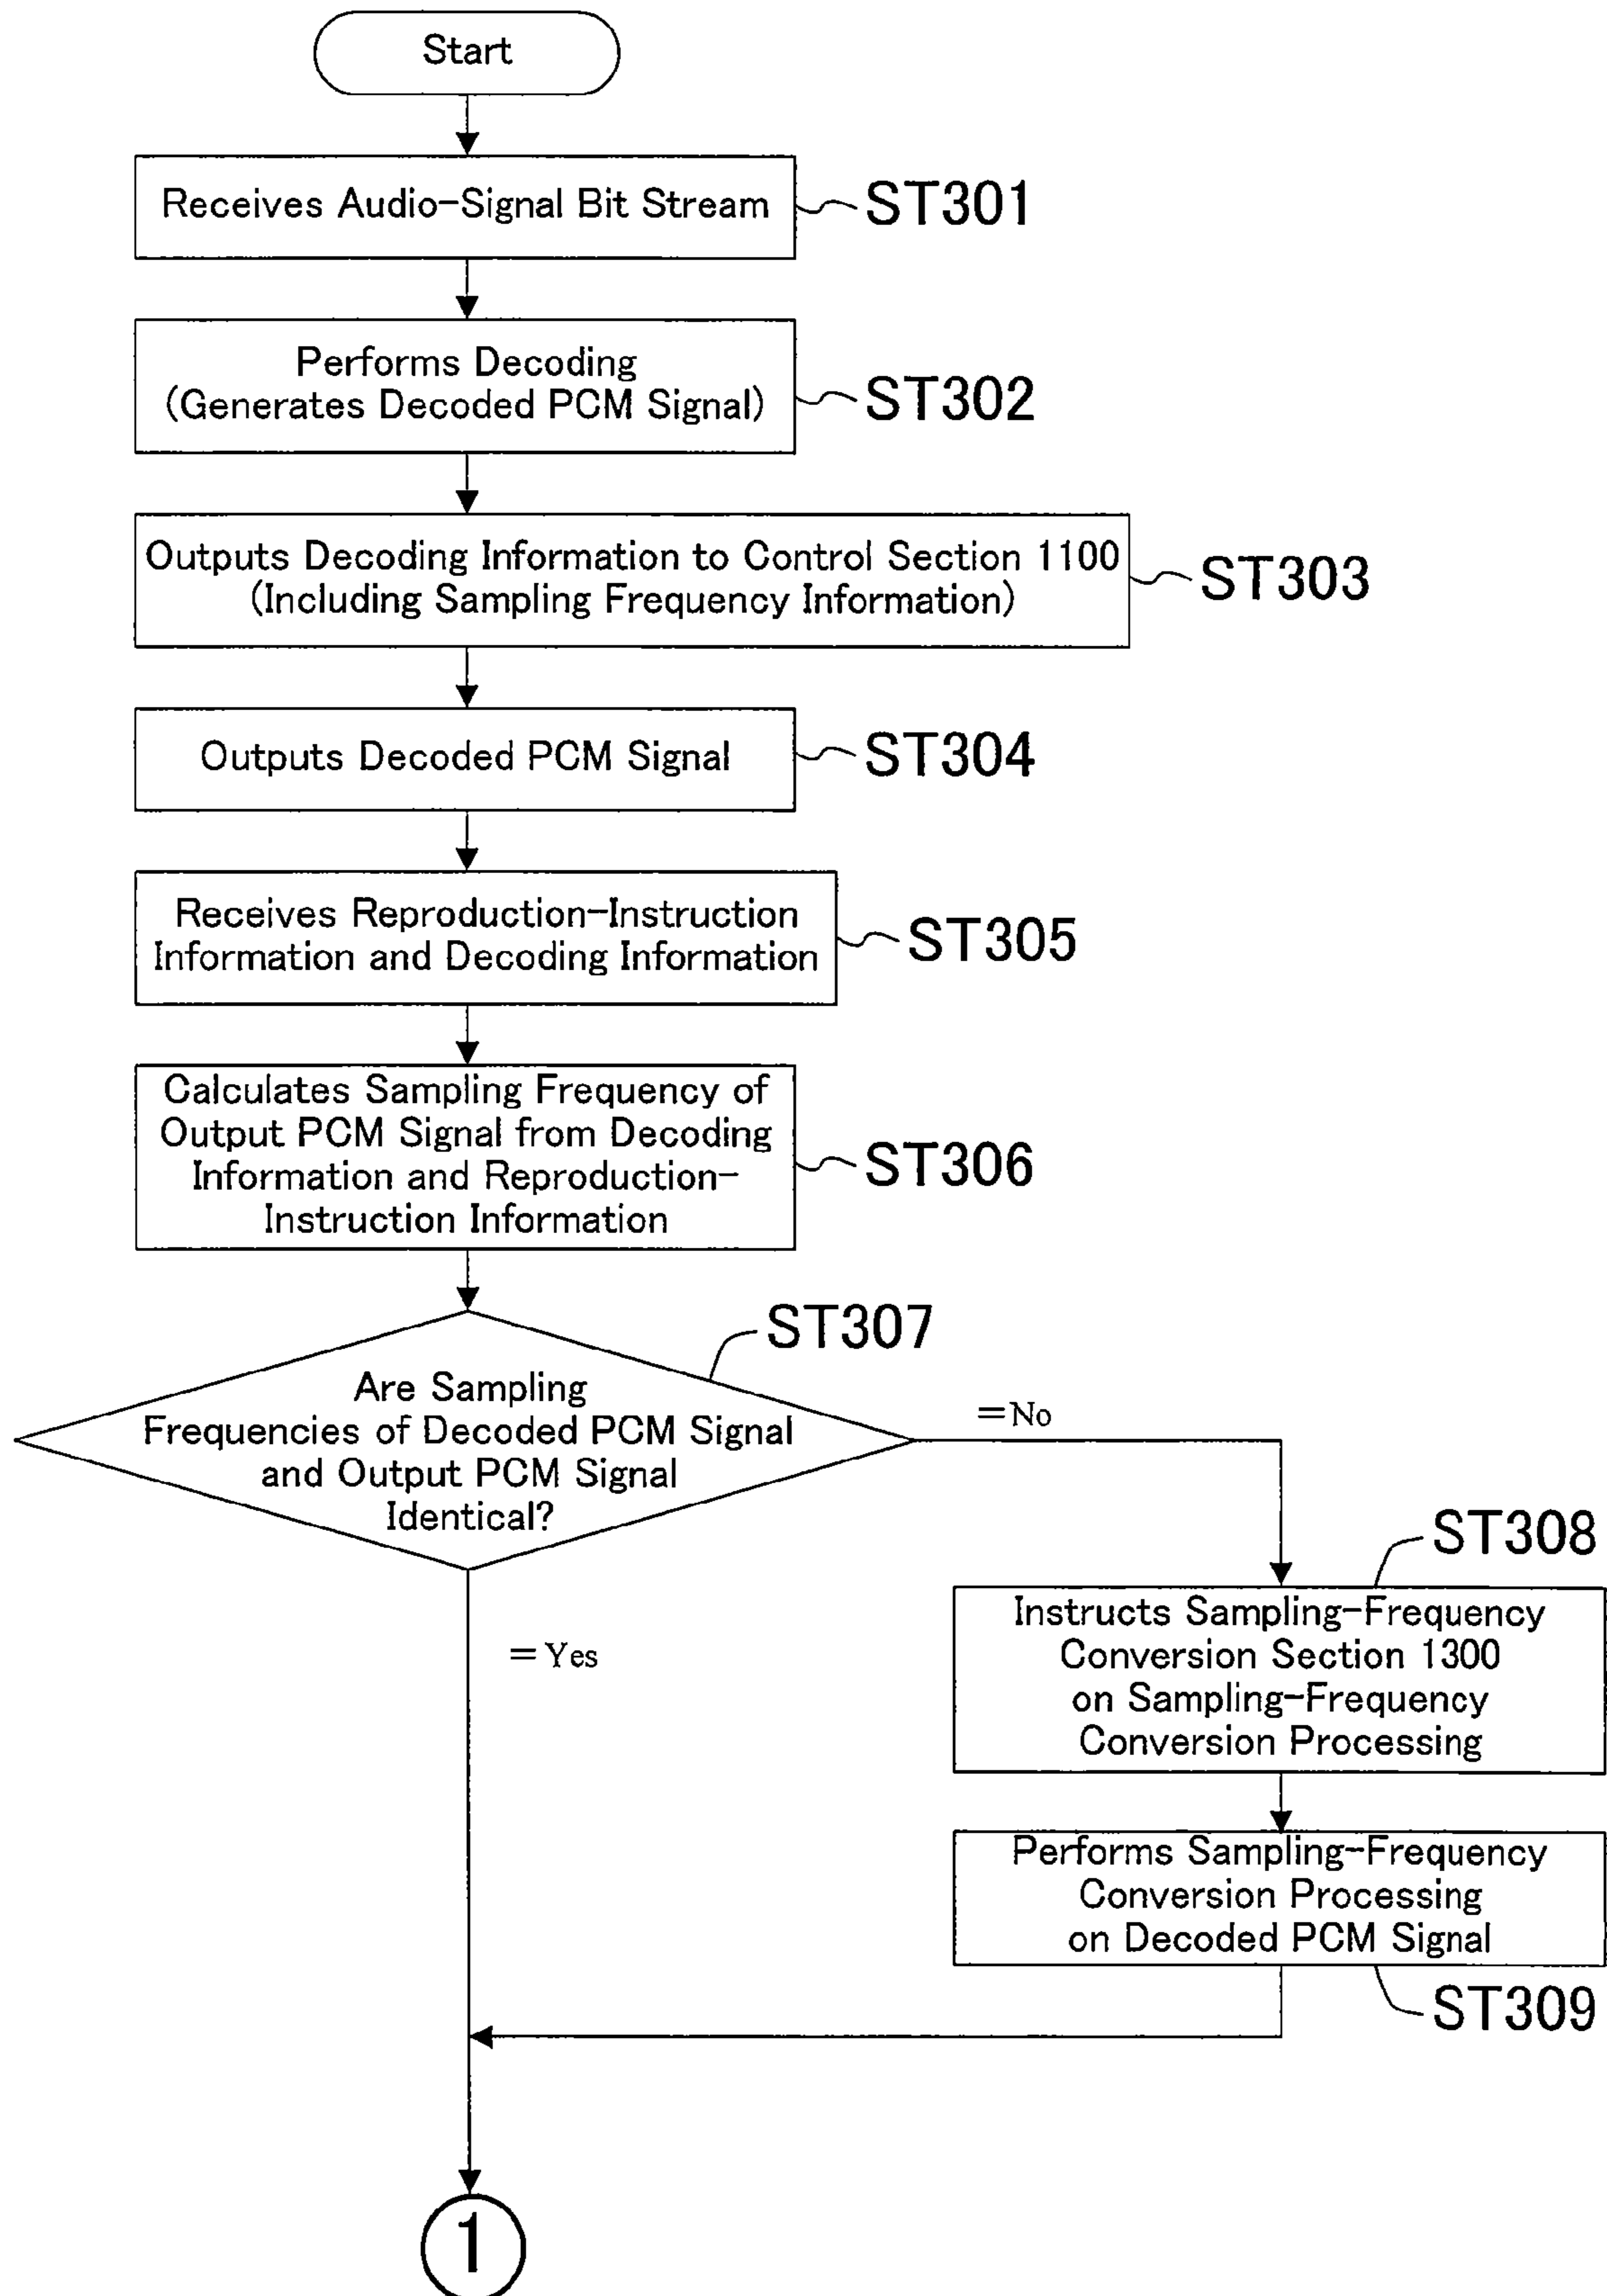 Start
Receives Audio-Signal Bit Stream
ST301
Performs Decoding
(Generates Decoded PCM Signal)
ST302
Outputs Decoding Information to Control Section 1100
(Including Sampling Frequency Information)
ST303
Outputs Decoded PCM Signal
ST304
Receives Reproduction-Instruction
Information and Decoding Information
ST305
Calculates Sampling Frequency of
Output PCM Signal from Decoding
Information and Reproduction-
Instruction Information
ST306
ST307
Are Sampling
Frequencies of Decoded PCM Signal
and Output PCM Signal
Identical?
=No
=Yes
ST308
Instructs Sampling-Frequency
Conversion Section 1300
on Sampling-Frequency
Conversion Processing
Performs Sampling-Frequency
Conversion Processing
on Decoded PCM Signal
ST309
1